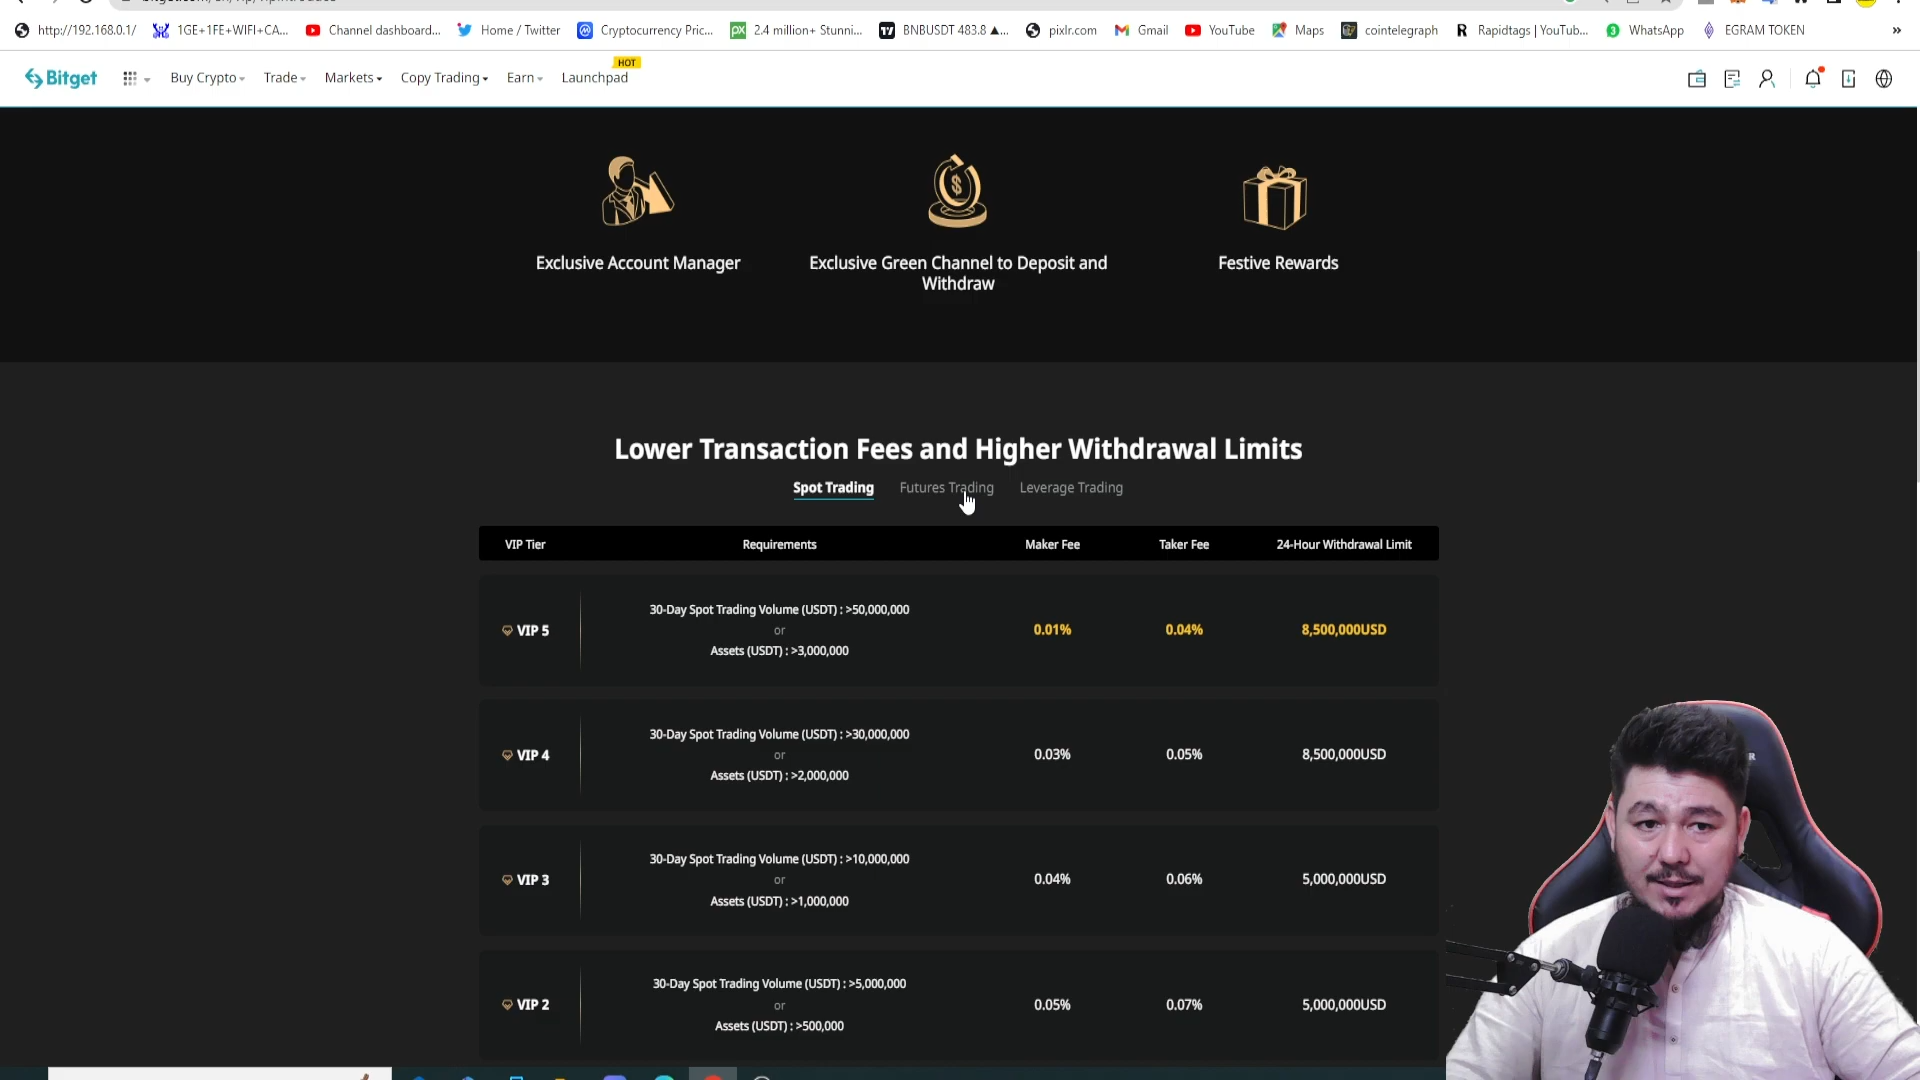 http://192.168.0.1/ 1GE+1FE+WIFI+CA... Channel dashboard... Home / Twitter Cryptocurrency Pric... 2.4 million+ Stunni... BNBUSDT 483.8 ▲... pixlr.com Gmail YouTube Maps cointelegraph Rapidtags | YouTub... WhatsApp EGRAM TOKEN »
HOT
Bitget Buy Crypto Trade Markets Copy Trading Earn Launchpad
Exclusive Account Manager
Exclusive Green Channel to Deposit and
Withdraw
Festive Rewards
Lower Transaction Fees and Higher Withdrawal Limits
Spot Trading Futures Trading Leverage Trading
VIP Tier Requirements Maker Fee Taker Fee 24-Hour Withdrawal Limit
30-Day Spot Trading Volume (USDT) : >50,000,000
VIP 5 or 0.01% 0.04% 8,500,000USD
Assets (USDT) : >3,000,000
30-Day Spot Trading Volume (USDT) : >30,000,000
VIP 4 or 0.03% 0.05% 8,500,000USD
Assets (USDT) : >2,000,000
30-Day Spot Trading Volume (USDT) : >10,000,000
VIP 3 or 0.04% 0.06% 5,000,000USD
Assets (USDT) : >1,000,000
30-Day Spot Trading Volume (USDT) : >5,000,000
VIP 2 or 0.05% 0.07% 5,000,000USD
Assets (USDT) : >500,000